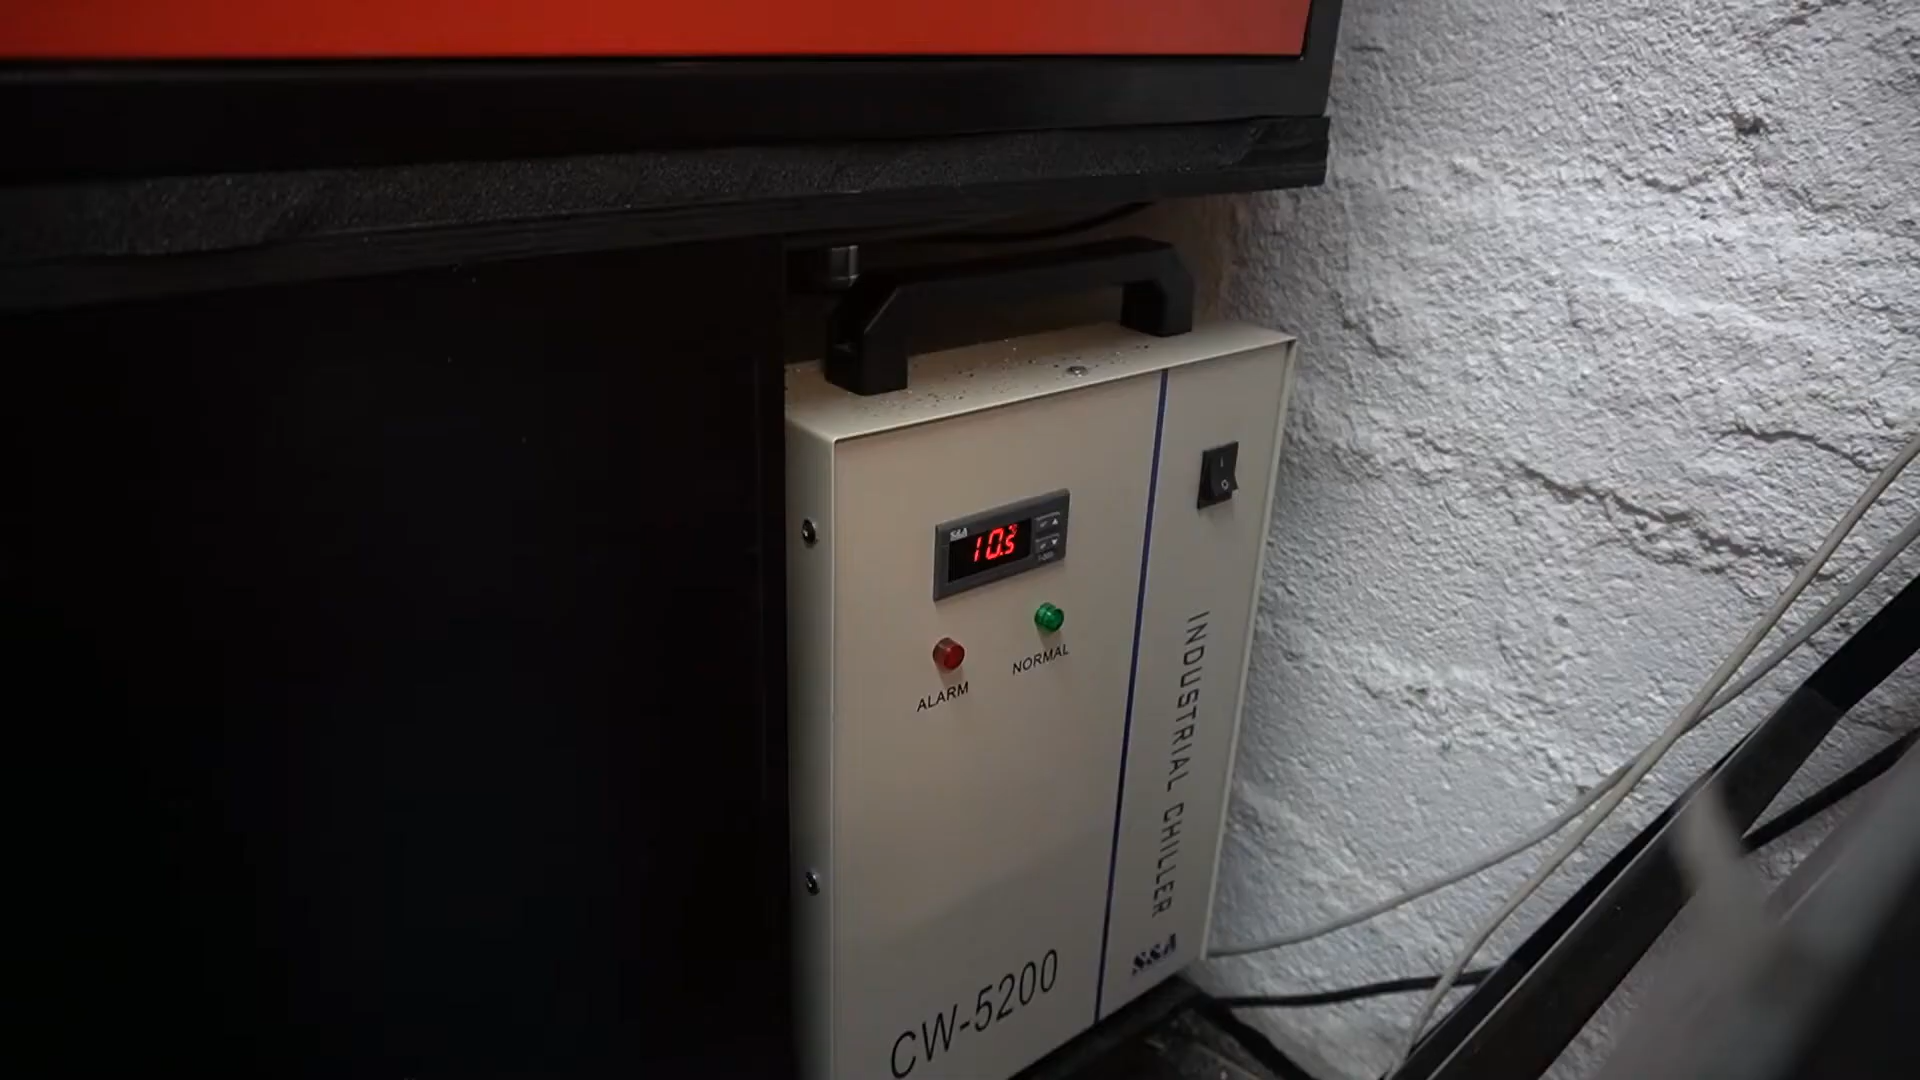 S&A
10.5
ALARM
NORMAL
INDUSTRIAL CHILLER
S&A
CW-5200